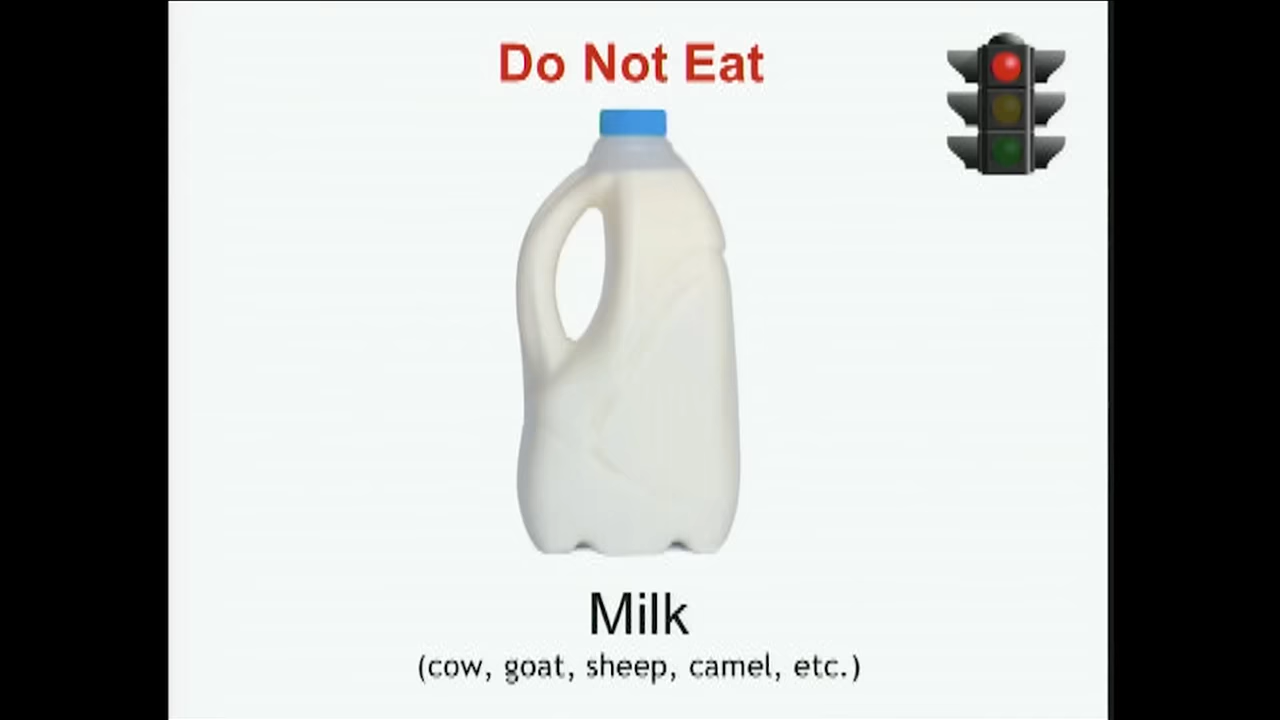 Do Not Eat
Milk
(cow, goat, sheep, camel, etc.)